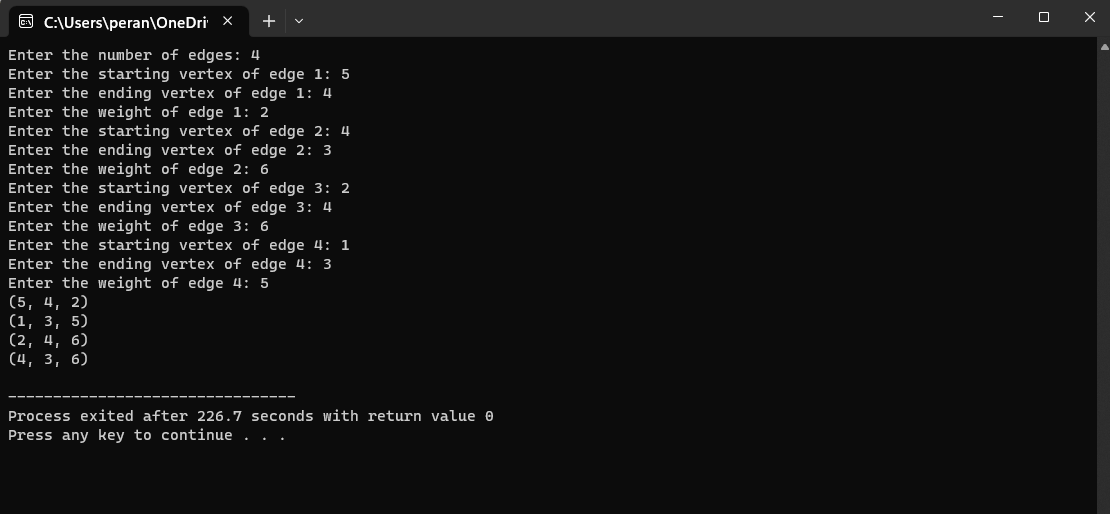 C:\Users\peran\OneDri
Enter the number of edges: 4
Enter the starting vertex of edge 1: 5
Enter the ending vertex of edge 1: 4
Enter the weight of edge 1: 2
Enter the starting vertex of edge 2: 4
Enter the ending vertex of edge 2: 3
Enter the weight of edge 2: 6
Enter the starting vertex of edge 3: 2
Enter the ending vertex of edge 3: 4
Enter the weight of edge 3: 6
Enter the starting vertex of edge 4: 1
Enter the ending vertex of edge 4: 3
Enter the weight of edge 4: 5
(5, 4, 2)
(1, 3, 5)
(2, 4, 6)
(4, 3, 6)
--------------------------------
Process exited after 226.7 seconds with return value 0
Press any key to continue . . .